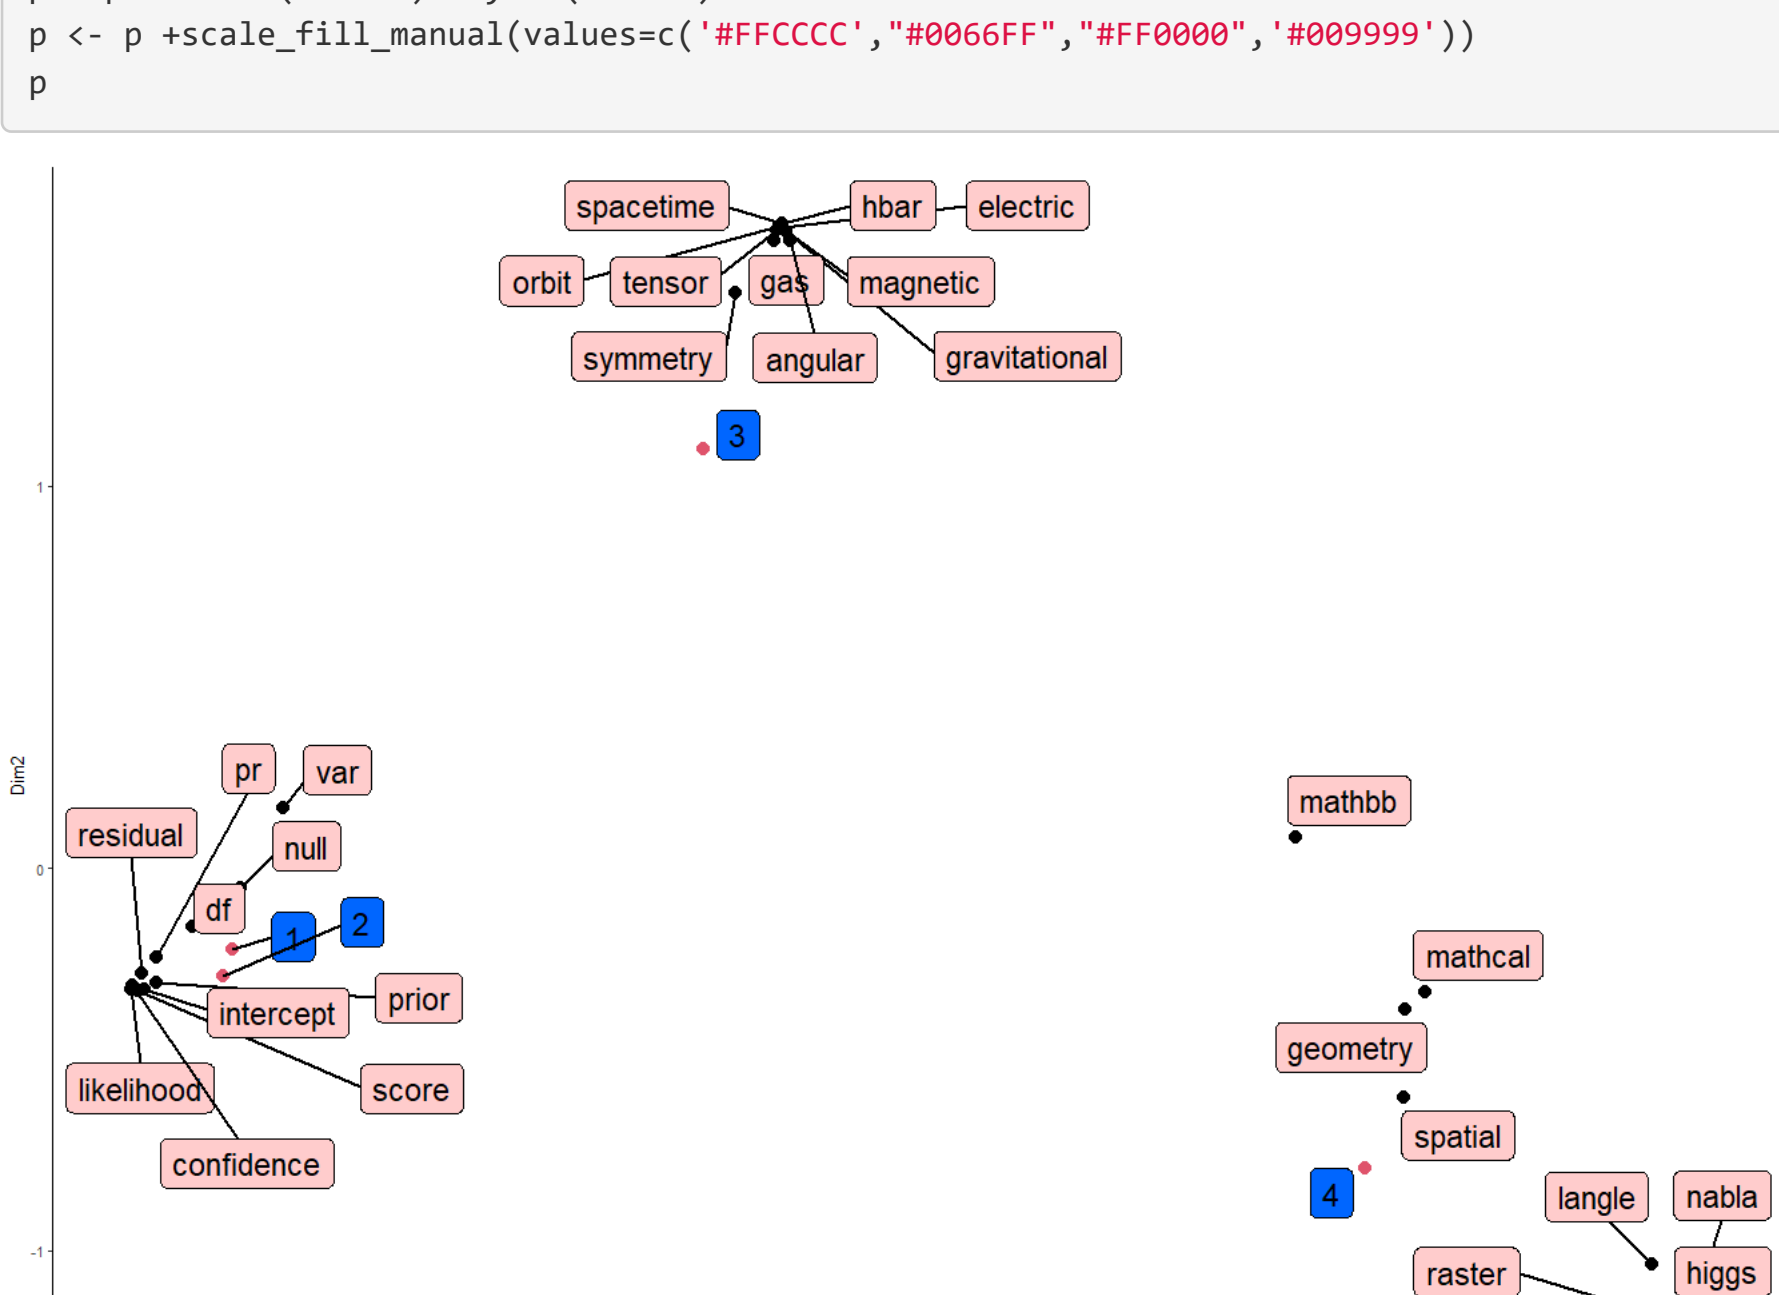 p <- p +scale_fill_manual(values=c('#FFCCCC',"#0066FF","#FF0000",'#009999'))
p
spacetime hbar electric
orbit tensor gas magnetic
symmetry angular gravitational
3
1
Dim2
pr var
mathbb
residual
null
0
df
1 2
mathcal
prior
intercept
geometry
likelihood score
spatial
confidence
4 langle nabla
-1
raster higgs